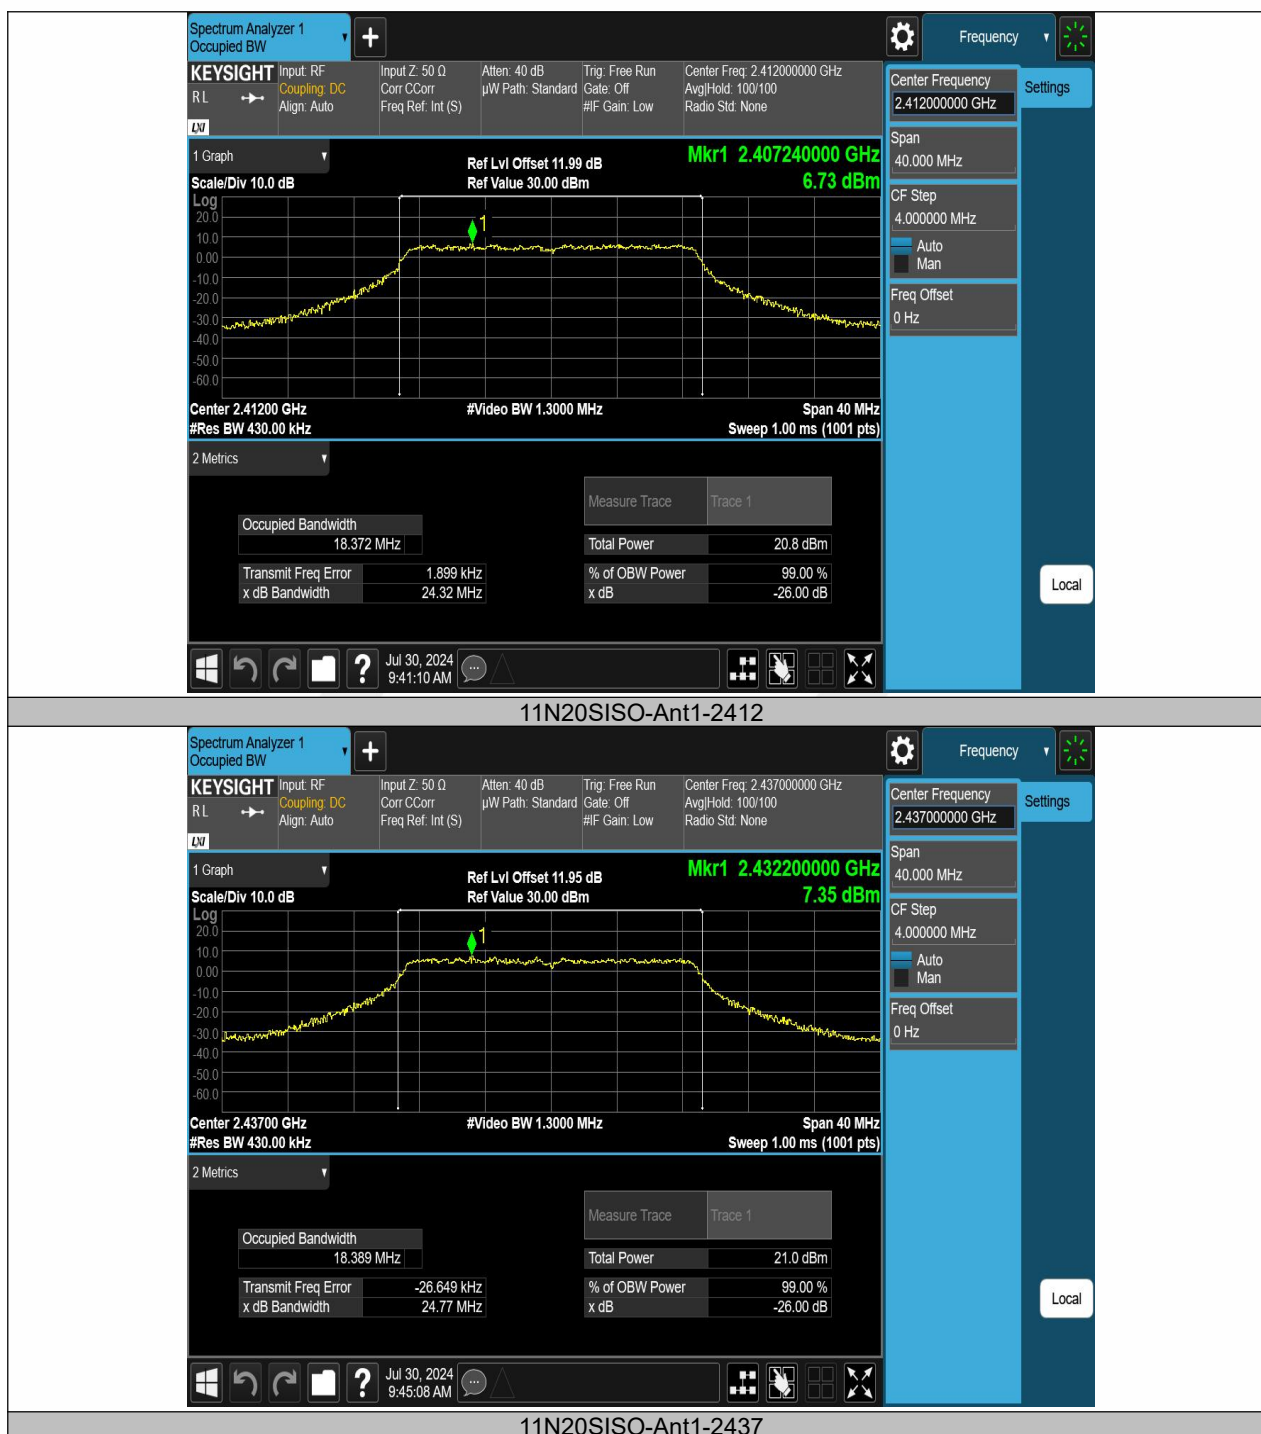 Spectrum Analyzer 1
Occupied BW
+
Frequency
KEYSIGHT
R L
LXI
Input: RF
Coupling: DC
Align: Auto
Input Z: 50 Ω
Corr CCorr
Freq Ref: Int (S)
Atten: 40 dB
µW Path: Standard
Trig: Free Run
Gate: Off
#IF Gain: Low
Center Freq: 2.412000000 GHz
Avg|Hold: 100/100
Radio Std: None
Center Frequency
2.412000000 GHz
Settings
Span
40.000 MHz
CF Step
4.000000 MHz
Auto
Man
Freq Offset
0 Hz
Local
1 Graph
Scale/Div 10.0 dB
Ref Lvl Offset 11.99 dB
Ref Value 30.00 dBm
Mkr1 2.407240000 GHz
6.73 dBm
Log
20.0
10.0
0.00
-10.0
-20.0
-30.0
-40.0
-50.0
-60.0
1
Center 2.41200 GHz
#Res BW 430.00 kHz
#Video BW 1.3000 MHz
Span 40 MHz
Sweep 1.00 ms (1001 pts)
2 Metrics
Measure Trace Trace 1
Occupied Bandwidth
18.372 MHz
Total Power 20.8 dBm
Transmit Freq Error 1.899 kHz
% of OBW Power 99.00 %
x dB Bandwidth 24.32 MHz
x dB -26.00 dB
?
Jul 30, 2024
9:41:10 AM
11N20SISO-Ant1-2412
Spectrum Analyzer 1
Occupied BW
+
Frequency
KEYSIGHT
R L
LXI
Input: RF
Coupling: DC
Align: Auto
Input Z: 50 Ω
Corr CCorr
Freq Ref: Int (S)
Atten: 40 dB
µW Path: Standard
Trig: Free Run
Gate: Off
#IF Gain: Low
Center Freq: 2.437000000 GHz
Avg|Hold: 100/100
Radio Std: None
Center Frequency
2.437000000 GHz
Settings
Span
40.000 MHz
CF Step
4.000000 MHz
Auto
Man
Freq Offset
0 Hz
Local
1 Graph
Scale/Div 10.0 dB
Ref Lvl Offset 11.95 dB
Ref Value 30.00 dBm
Mkr1 2.432200000 GHz
7.35 dBm
Log
20.0
10.0
0.00
-10.0
-20.0
-30.0
-40.0
-50.0
-60.0
1
Center 2.43700 GHz
#Res BW 430.00 kHz
#Video BW 1.3000 MHz
Span 40 MHz
Sweep 1.00 ms (1001 pts)
2 Metrics
Measure Trace Trace 1
Occupied Bandwidth
18.389 MHz
Total Power 21.0 dBm
Transmit Freq Error -26.649 kHz
% of OBW Power 99.00 %
x dB Bandwidth 24.77 MHz
x dB -26.00 dB
?
Jul 30, 2024
9:45:08 AM
11N20SISO-Ant1-2437